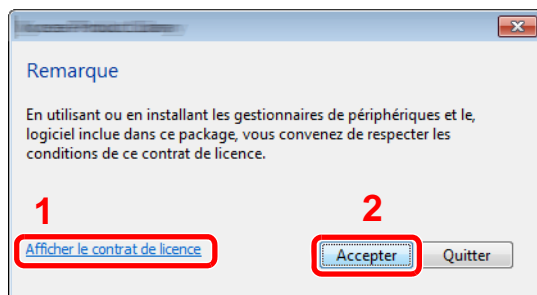 Remarque
En utilisant ou en installant les gestionnaires de périphériques et le,
logiciel inclue dans ce package, vous convenez de respecter les
conditions de ce contrat de licence.
1
2
Afficher le contrat de licence
Accepter
Quitter